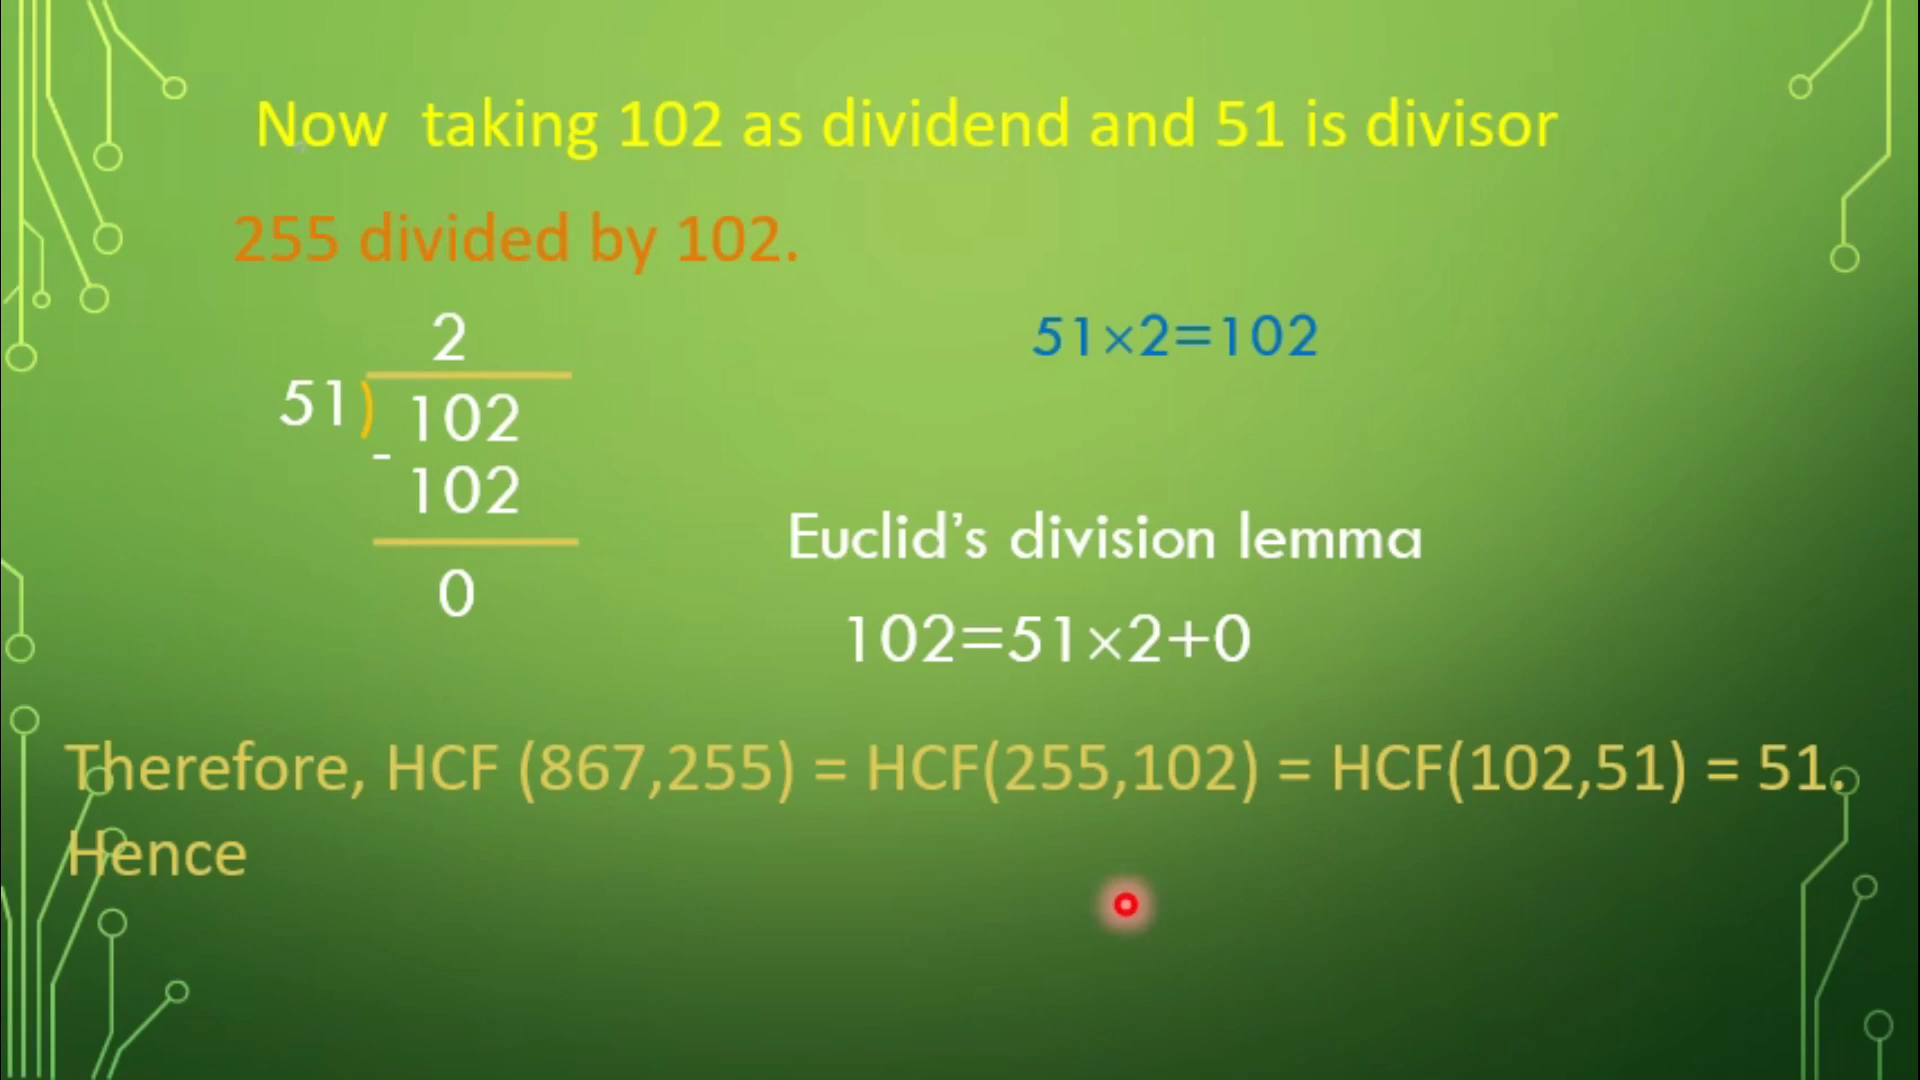 Now taking 102 as dividend and 51 is divisor
255 divided by 102.
2
51×2=102
51) 102
- 102
0
Euclid’s division lemma
102=51×2+0
Therefore, HCF (867,255) = HCF(255,102) = HCF(102,51) = 51.
Hence